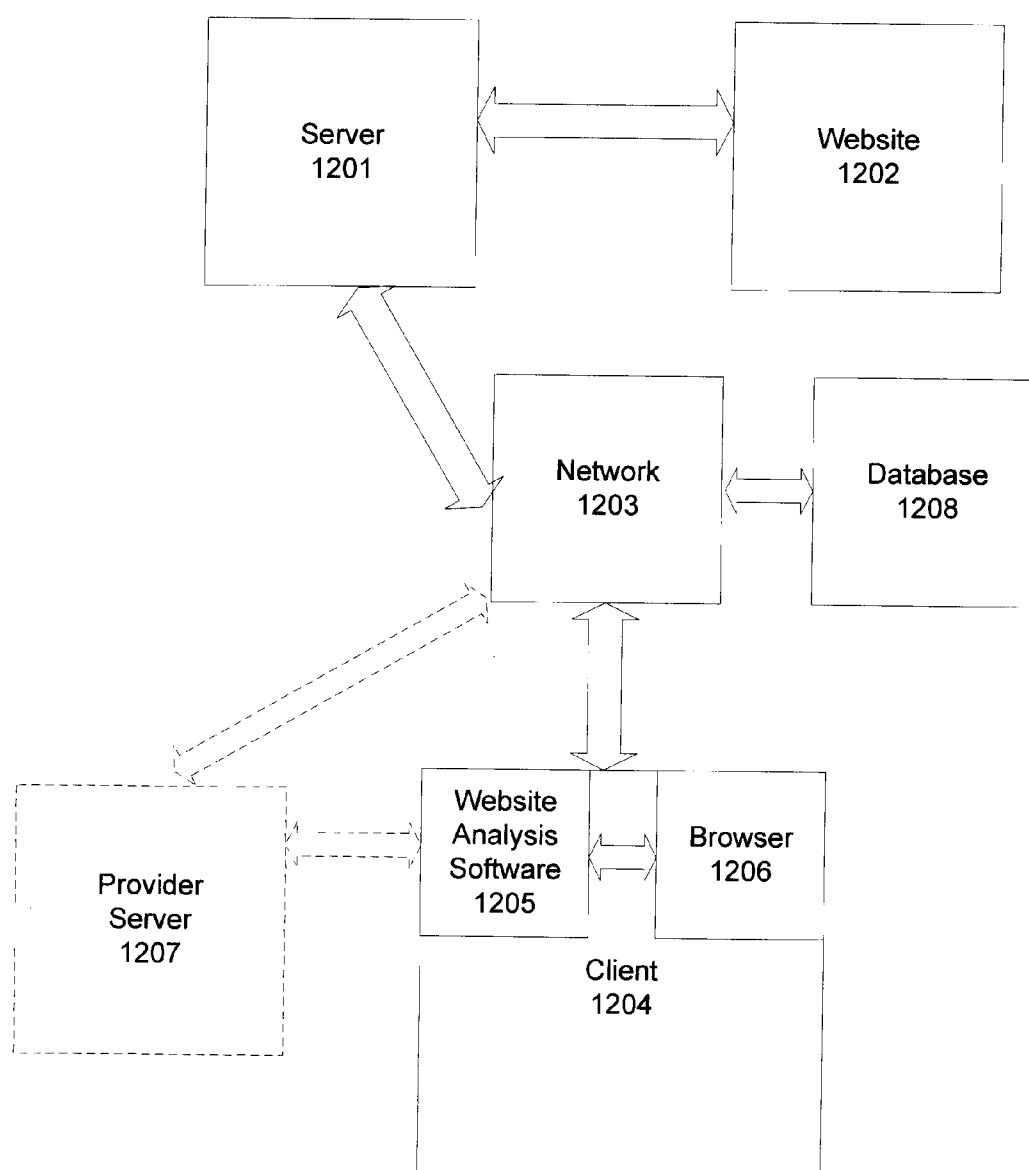 Server
1201
Website
1202
Network
1203
Database
1208
Website
Analysis
Software
1205
Browser
1206
Provider
Server
1207
Client
1204